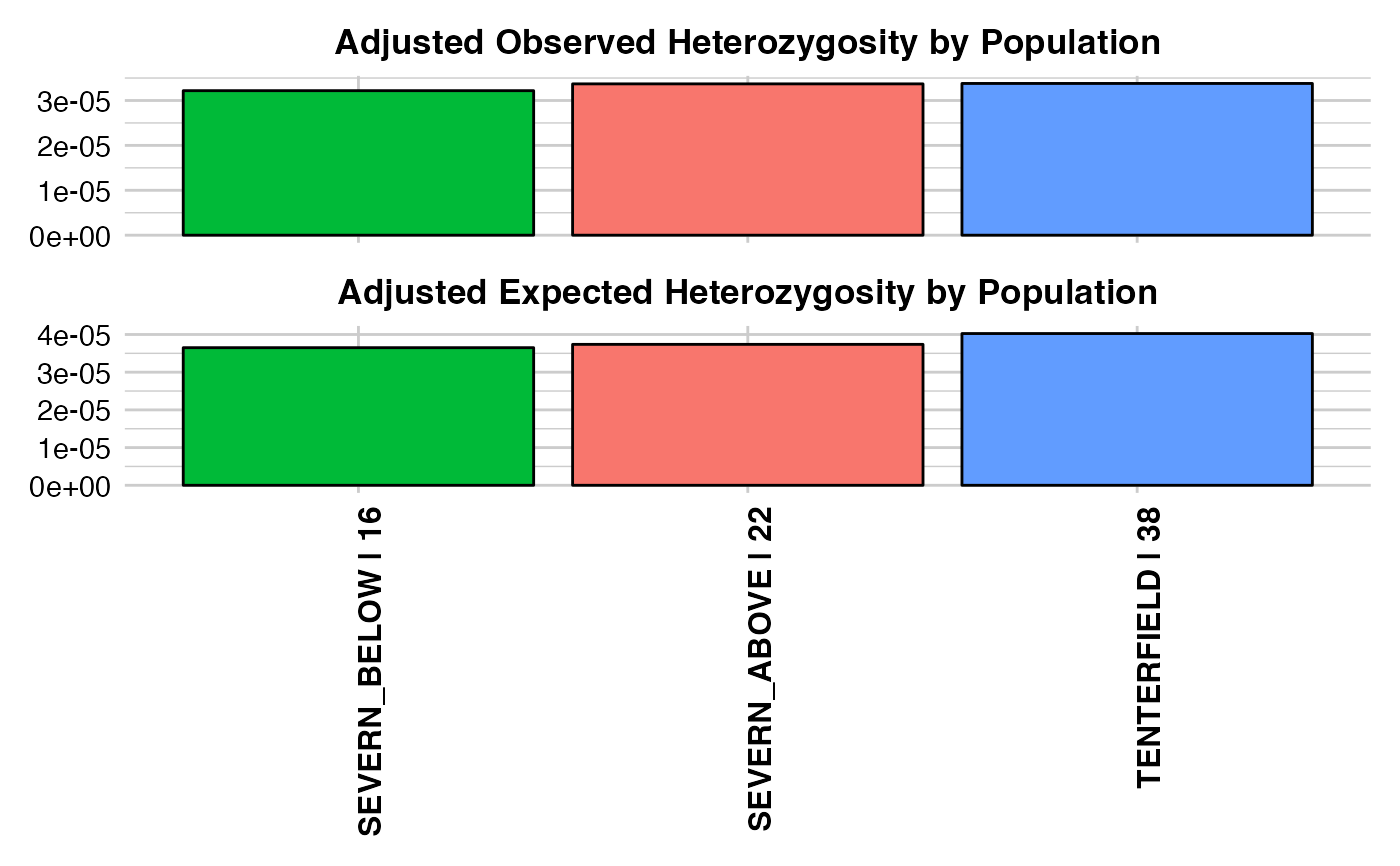 Adjusted Observed Heterozygosity by Population
3e-05
2e-05
1e-05
0e+00
Adjusted Expected Heterozygosity by Population
4e-05
3e-05
2e-05
1e-05
0e+00
SEVERN_BELOW | 16
SEVERN_ABOVE | 22
TENTERFIELD | 38